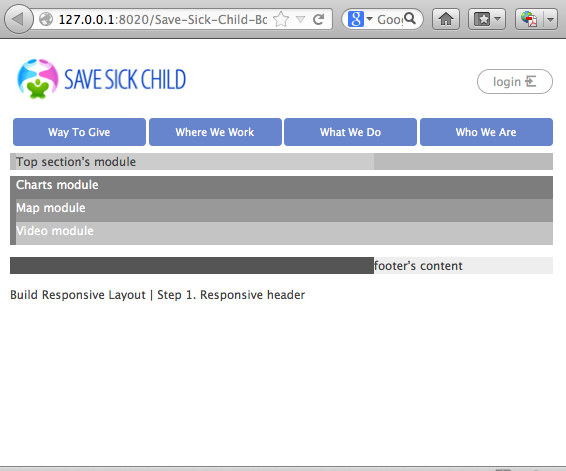 127.0.0.1:8020/Save-Sick-Child-Bo
Goo
SAVE SICK CHILD
login
Way To Give
Where We Work
What We Do
Who We Are
Top section's module
Charts module
Map module
Video module
footer's content
Build Responsive Layout | Step 1. Responsive header